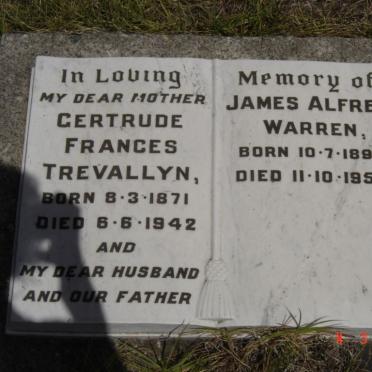 In Loving
MY DEAR MOTHER
GERTRUDE
FRANCES
TREVALLYN,
BORN 8·3·1871
DIED 6·6·1942
AND
MY DEAR HUSBAND
AND OUR FATHER
Memory of
JAMES ALFRE
WARREN,
BORN 10·7·189
DIED 11·10·195